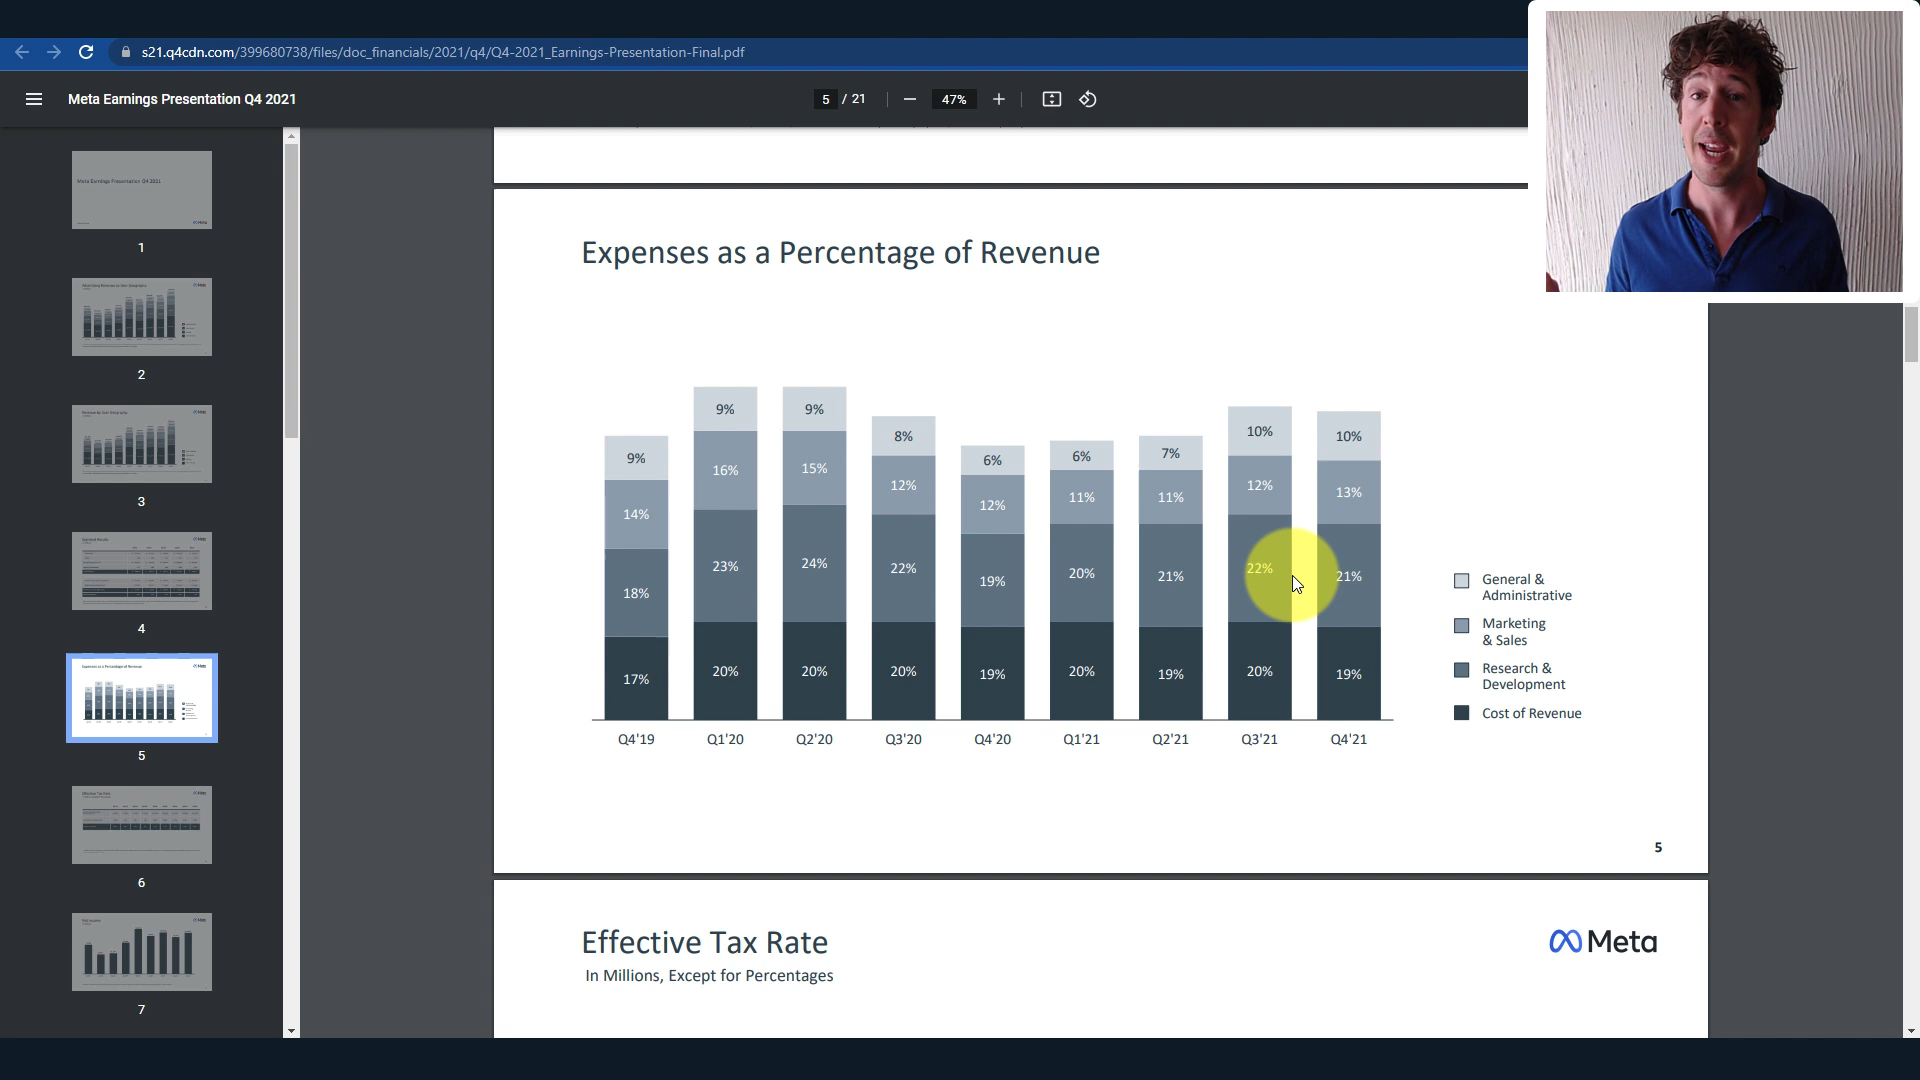 s21.q4cdn.com/399680738/files/doc_financials/2021/q4/Q4-2021_Earnings-Presentation-Final.pdf
Meta Earnings Presentation Q4 2021
5 / 21
47%
Meta Earnings Presentation Q4 2021
1
2
3
4
5
6
7
Expenses as a Percentage of Revenue
9% 9% 9% 8% 6% 6% 7% 10% 10%
14% 16% 15% 12% 12% 11% 11% 12% 13%
18% 23% 24% 22% 19% 20% 21% 22% 21%
17% 20% 20% 20% 19% 20% 19% 20% 19%
Q4'19 Q1'20 Q2'20 Q3'20 Q4'20 Q1'21 Q2'21 Q3'21 Q4'21
General &
Administrative
Marketing
& Sales
Research &
Development
Cost of Revenue
5
Effective Tax Rate
In Millions, Except for Percentages
Meta